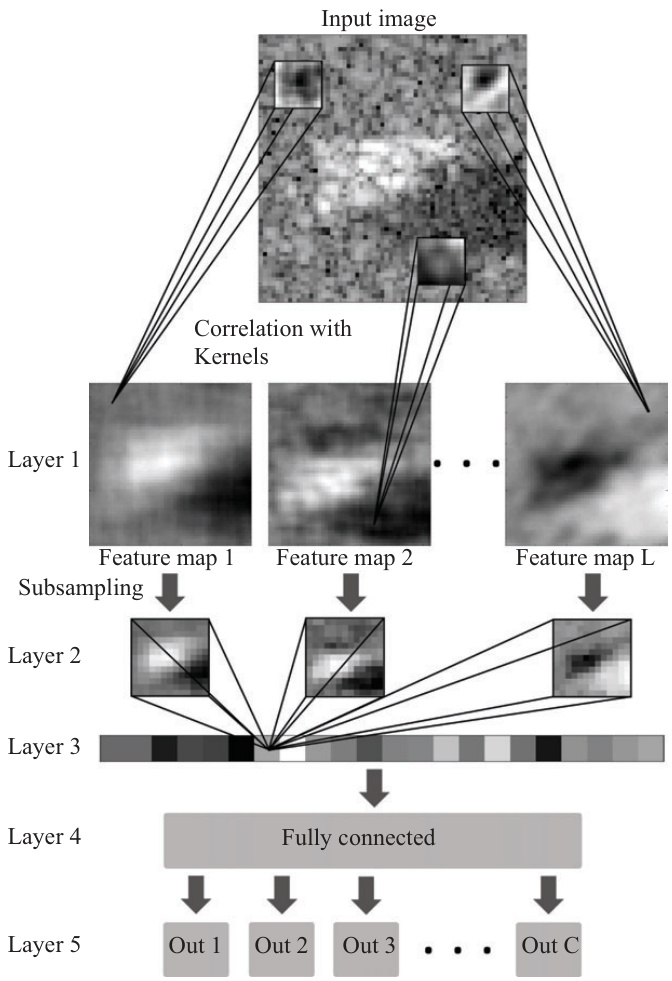 Input image
Correlation with
Kernels
Layer 1
Feature map 1
Feature map 2
Feature map L
Subsampling
Layer 2
Layer 3
Layer 4
Fully connected
Layer 5
Out 1
Out 2
Out 3
Out C